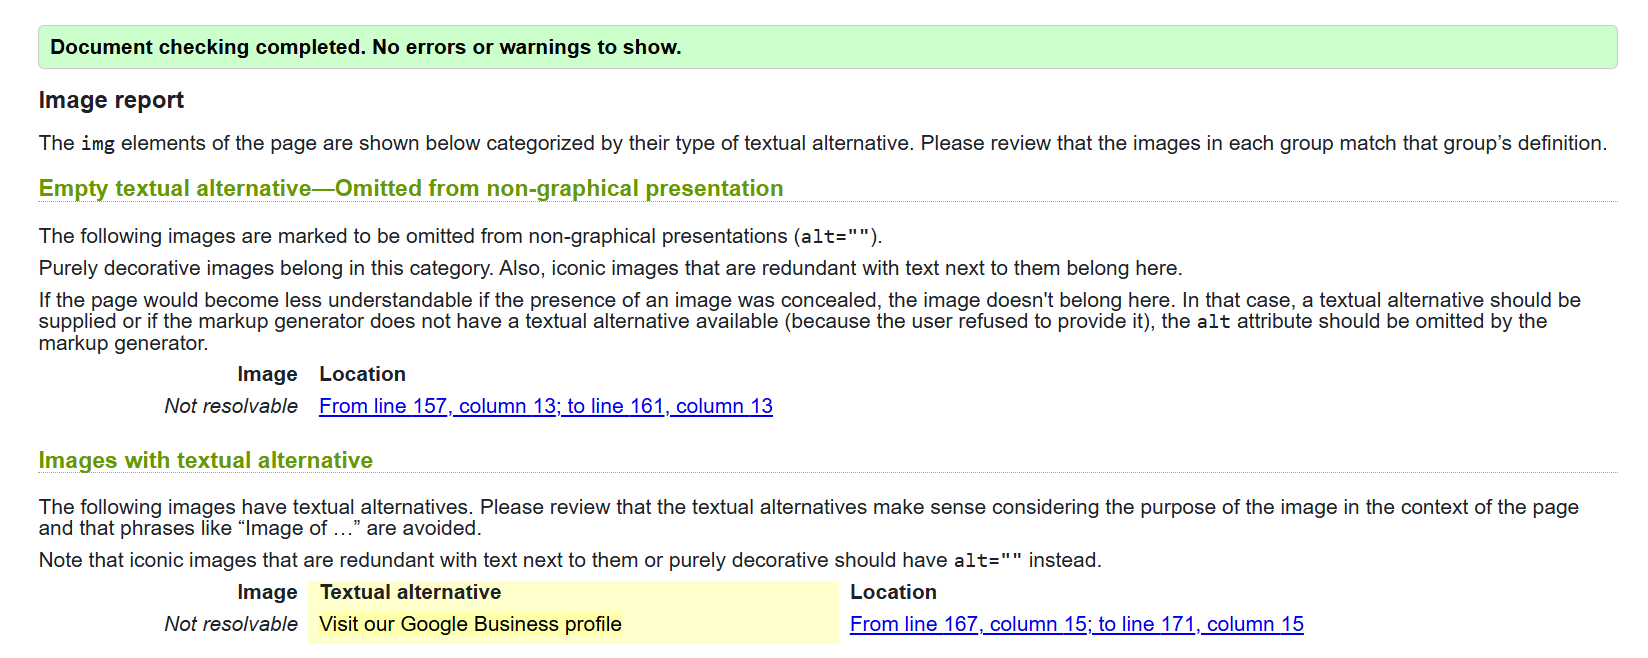 Document checking completed. No errors or warnings to show.
Image report
The img elements of the page are shown below categorized by their type of textual alternative. Please review that the images in each group match that group’s definition.
Empty textual alternative—Omitted from non-graphical presentation
The following images are marked to be omitted from non-graphical presentations (alt="").
Purely decorative images belong in this category. Also, iconic images that are redundant with text next to them belong here.
If the page would become less understandable if the presence of an image was concealed, the image doesn't belong here. In that case, a textual alternative should be
supplied or if the markup generator does not have a textual alternative available (because the user refused to provide it), the alt attribute should be omitted by the
markup generator.
Image Location
Not resolvable From line 157, column 13; to line 161, column 13
Images with textual alternative
The following images have textual alternatives. Please review that the textual alternatives make sense considering the purpose of the image in the context of the page
and that phrases like “Image of …” are avoided.
Note that iconic images that are redundant with text next to them or purely decorative should have alt="" instead.
Image Textual alternative Location
Not resolvable Visit our Google Business profile From line 167, column 15; to line 171, column 15